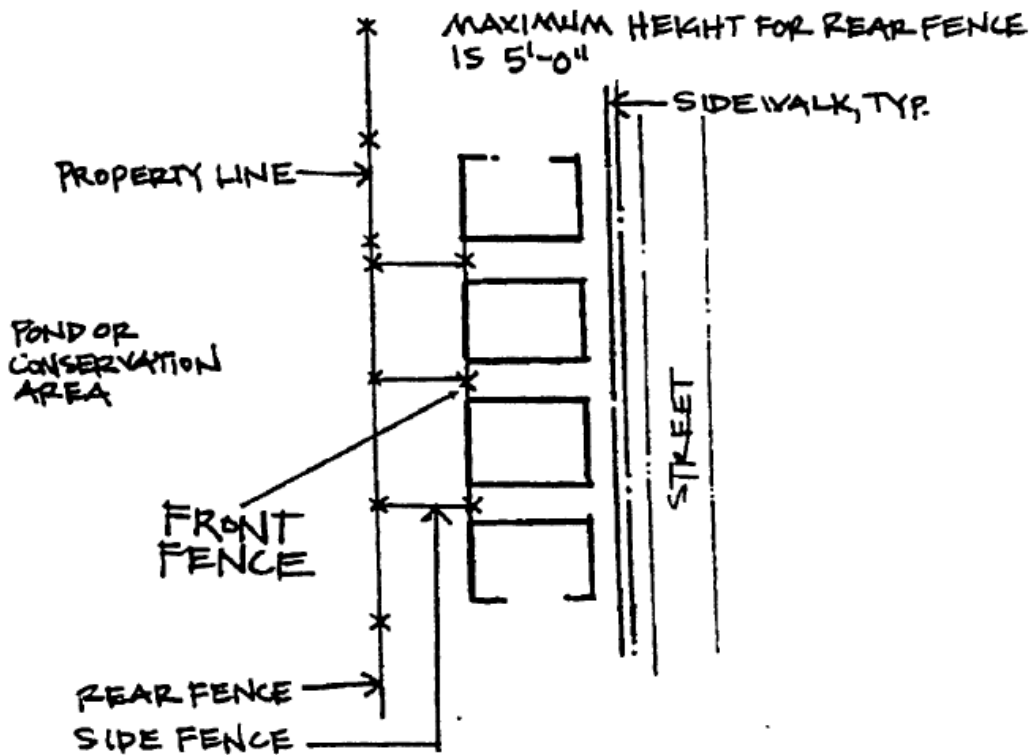 MAXIMUM HEIGHT FOR REAR FENCE
IS 5'-0"
SIDEWALK, TYP.
PROPERTY LINE
POND OR
CONSERVATION
AREA
STREET
FRONT
FENCE
REAR FENCE
SIDE FENCE